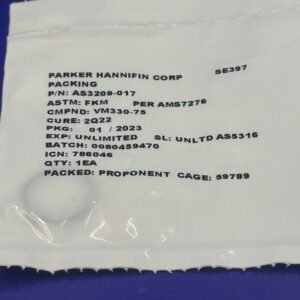 PARKER HANNIFIN CORP SE397
PACKING
P/N: AS3209-017
ASTM: FKM PER AMS7276
CMPND: VM330-75
CURE: 2Q22
PKG: 01 / 2023
EXP: UNLIMITED SL: UNLTD AS5316
BATCH: 0080459470
ICN: 786046
QTY: 1EA
PACKED: PROPONENT CAGE: 59789